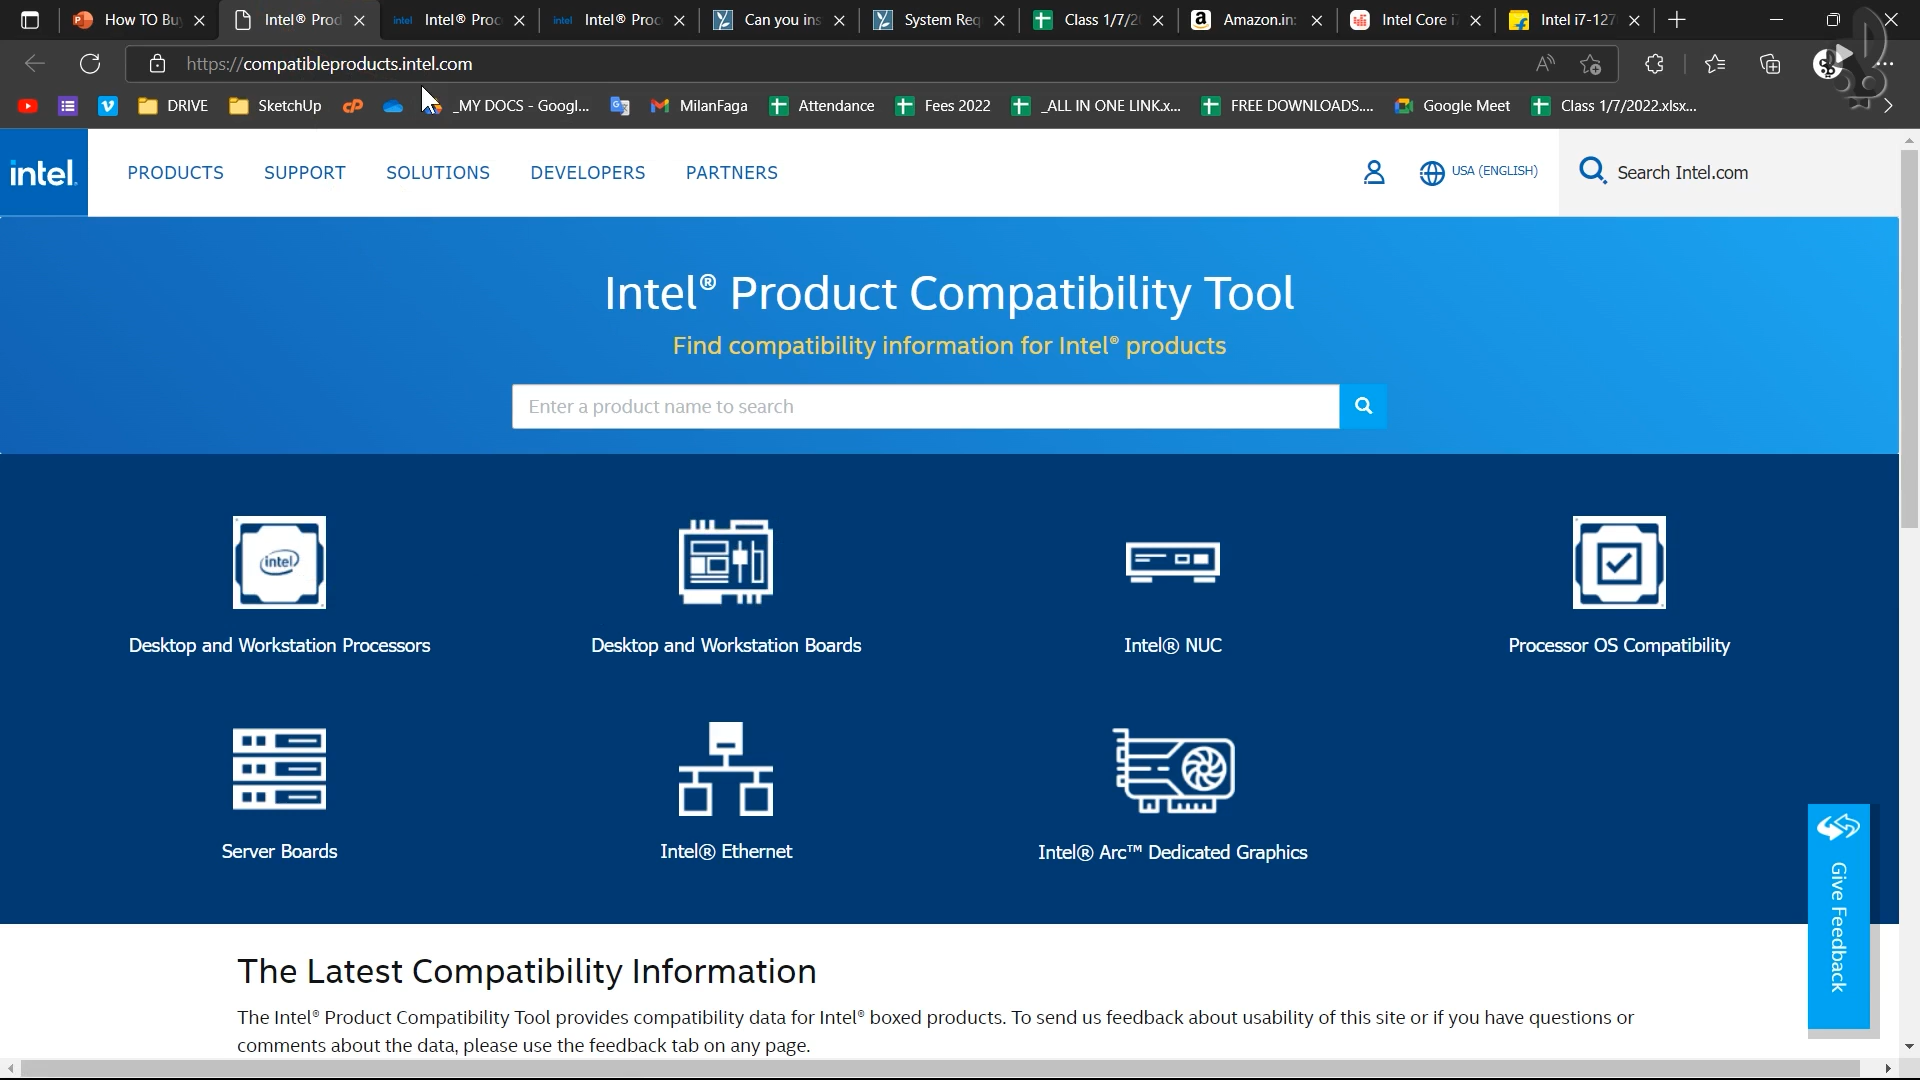 How TO Bu
Intel® Prod
Intel® Proc
Intel® Proc
Can you ins
System Req
Class 1/7/2
Amazon.in:
Intel Core i
Intel i7-127
https://compatibleproducts.intel.com
DRIVE
SketchUp
_MY DOCS - Googl...
MilanFaga
Attendance
Fees 2022
_ALL IN ONE LINK.x...
FREE DOWNLOADS....
Google Meet
Class 1/7/2022.xlsx...
intel.
PRODUCTS
SUPPORT
SOLUTIONS
DEVELOPERS
PARTNERS
USA (ENGLISH)
Search Intel.com
Intel® Product Compatibility Tool
Find compatibility information for Intel® products
Enter a product name to search
intel
Desktop and Workstation Processors
Desktop and Workstation Boards
Intel® NUC
Processor OS Compatibility
Server Boards
Intel® Ethernet
Intel® Arc™ Dedicated Graphics
Give Feedback
The Latest Compatibility Information
The Intel® Product Compatibility Tool provides compatibility data for Intel® boxed products. To send us feedback about usability of this site or if you have questions or
comments about the data, please use the feedback tab on any page.